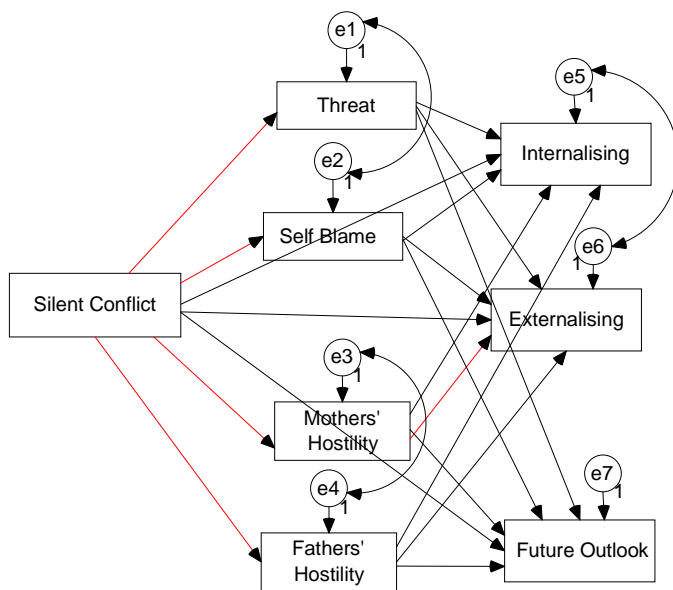 e1
1
Threat
e5
1
Internalising
e2
1
Self Blame
e6
1
Externalising
Silent Conflict
e3
1
Mothers'
Hostility
e4
1
Fathers'
Hostility
e7
1
Future Outlook